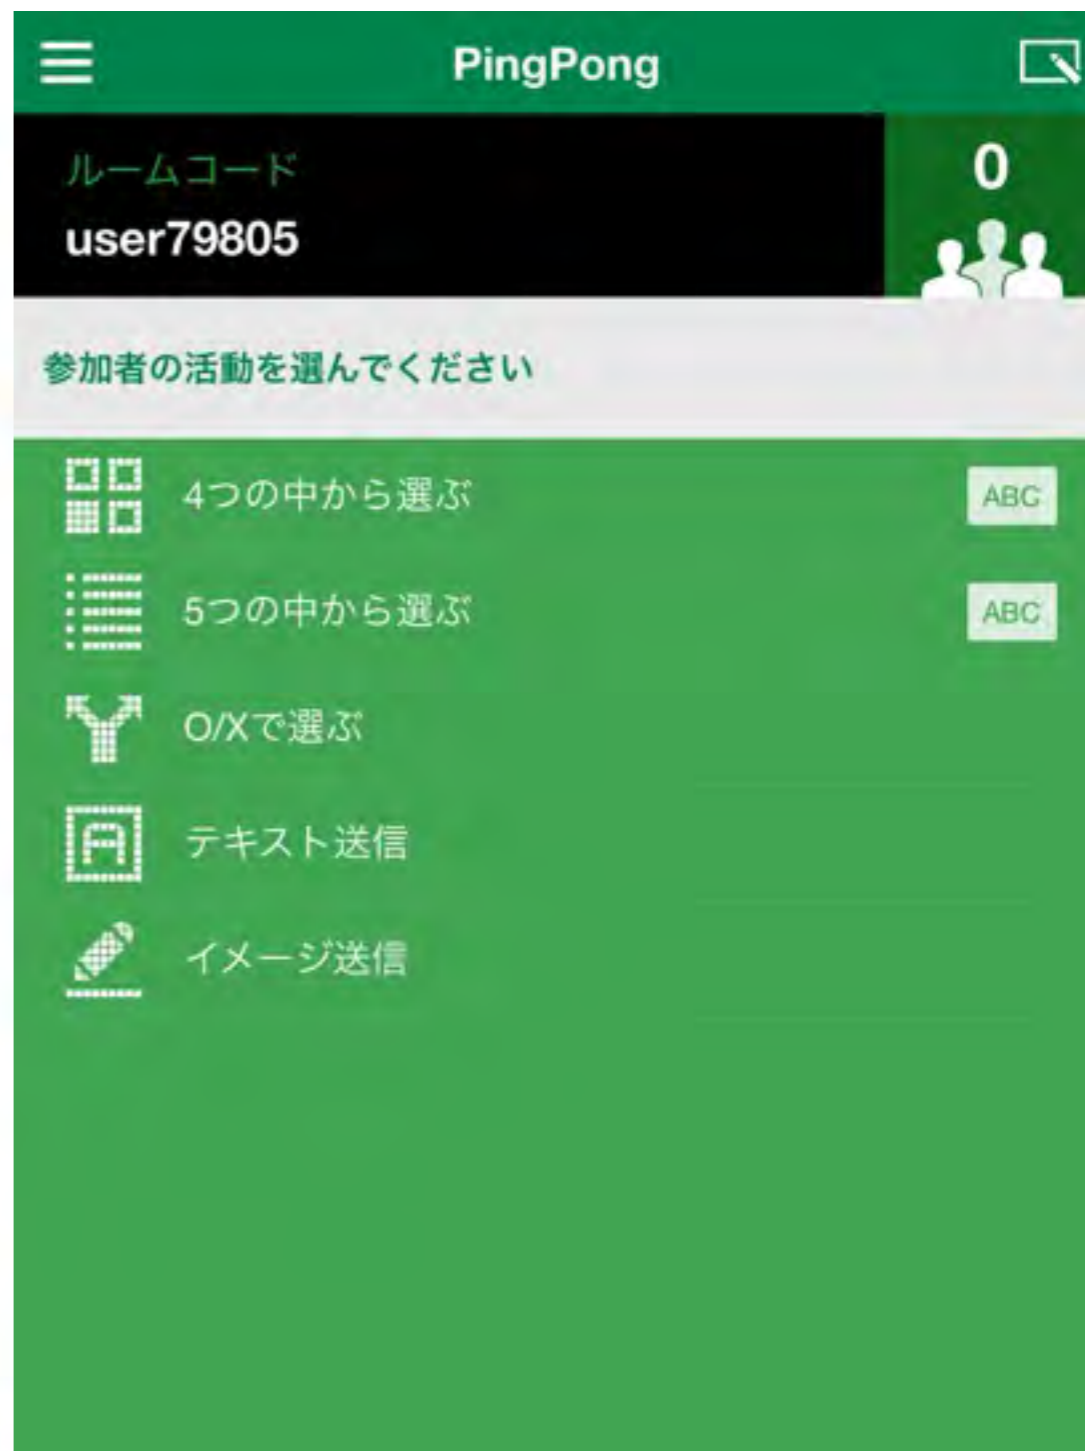 PingPong
ルームコード
0
user79805
参加者の活動を選んでください
4つの中から選ぶ ABC
5つの中から選ぶ ABC
O/Xで選ぶ
A テキスト送信
イメージ送信